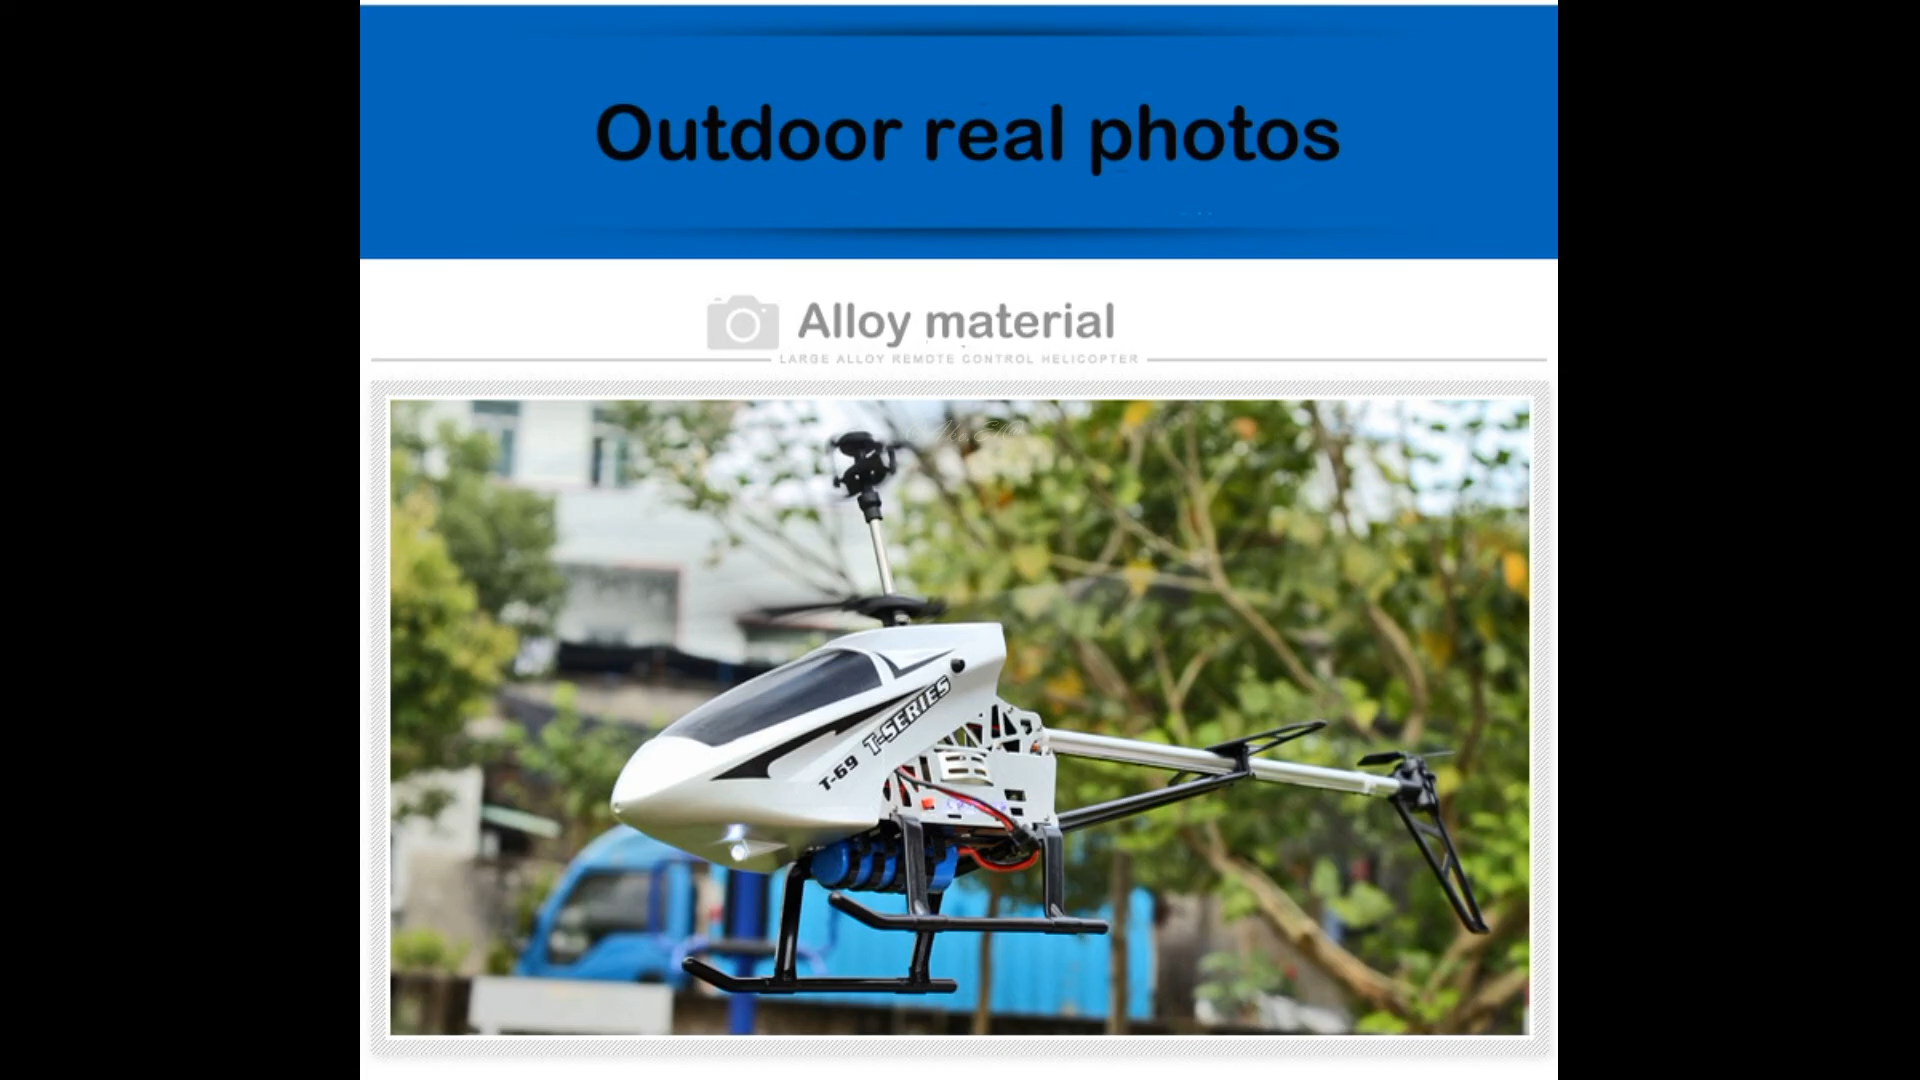 Outdoor real photos
Alloy material
LARGE ALLOY REMOTE CONTROL HELICOPTER
T-SERIES
T-69